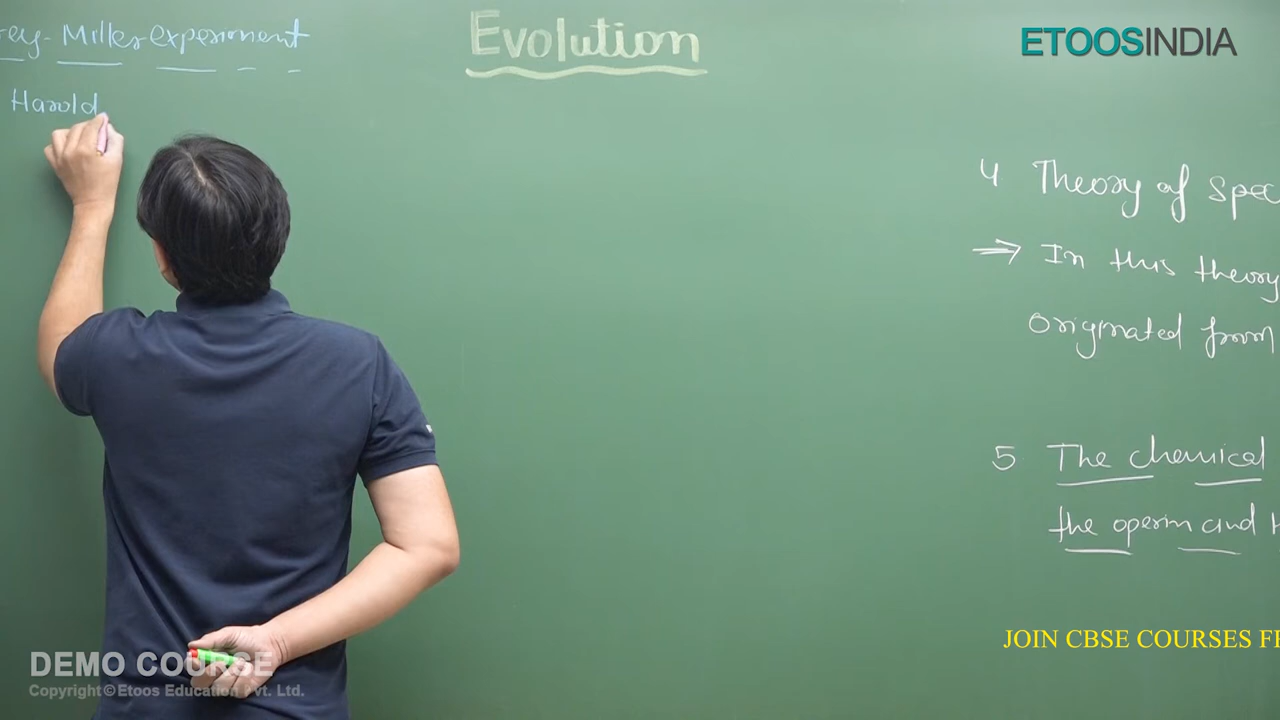 rey- Miller experiment
Evolution
ETOOSINDIA
Harold
4 Theory of Spec
⇒ In this theory
originated from
5 The chemical
the operin and H
JOIN CBSE COURSES FR
DEMO COURSE
Copyright © Etoos Education Pvt. Ltd.